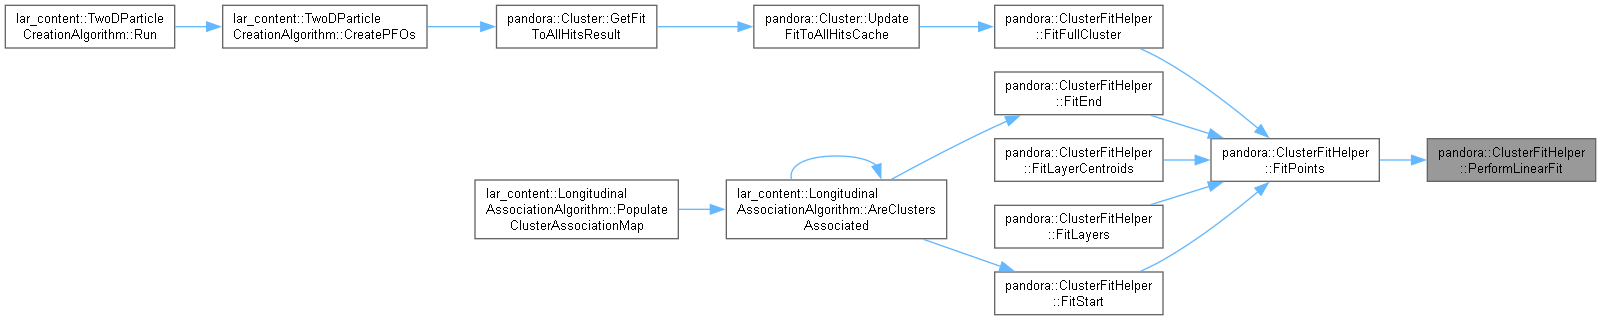 lar_content::TwoDParticle
CreationAlgorithm::Run
lar_content::TwoDParticle
CreationAlgorithm::CreatePFOs
pandora::Cluster::GetFit
ToAllHitsResult
pandora::Cluster::Update
FitToAllHitsCache
pandora::ClusterFitHelper
::FitFullCluster
pandora::ClusterFitHelper
::FitEnd
pandora::ClusterFitHelper
::FitLayerCentroids
pandora::ClusterFitHelper
::FitPoints
pandora::ClusterFitHelper
::PerformLinearFit
lar_content::Longitudinal
AssociationAlgorithm::Populate
ClusterAssociationMap
lar_content::Longitudinal
AssociationAlgorithm::AreClusters
Associated
pandora::ClusterFitHelper
::FitLayers
pandora::ClusterFitHelper
::FitStart